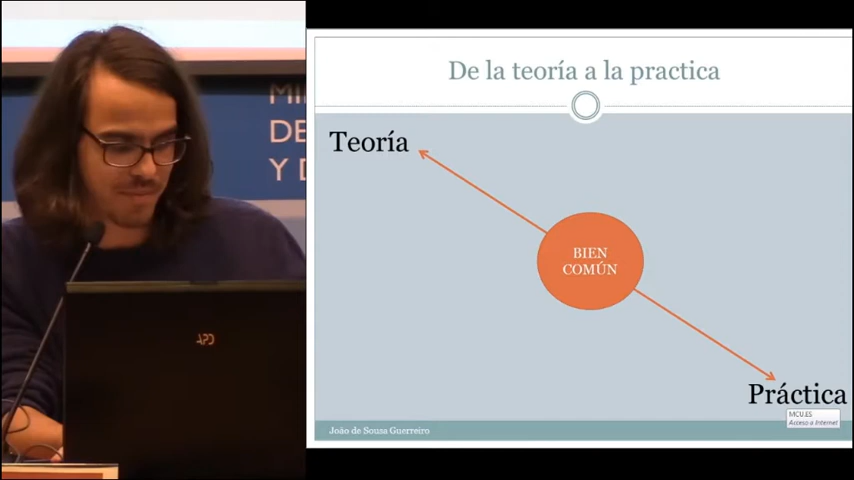 MI
DE
Y D
De la teoría a la practica
Teoría
BIEN
COMÚN
Práctica
MCU.ES
Acceso a Internet
João de Sousa Guerreiro